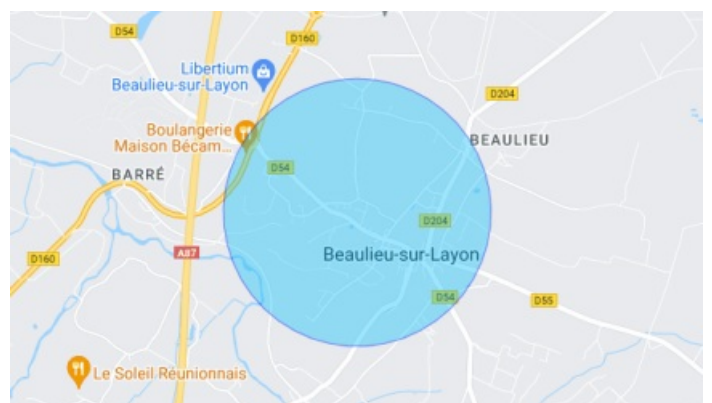 D54
D160
Libertium
Beaulieu-sur-Layon
D204
Boulangerie
Maison Bécam...
BEAULIEU
D54
BARRÉ
D204
A87
D160
Beaulieu-sur-Layon
D54
D55
Le Soleil Réunionnais